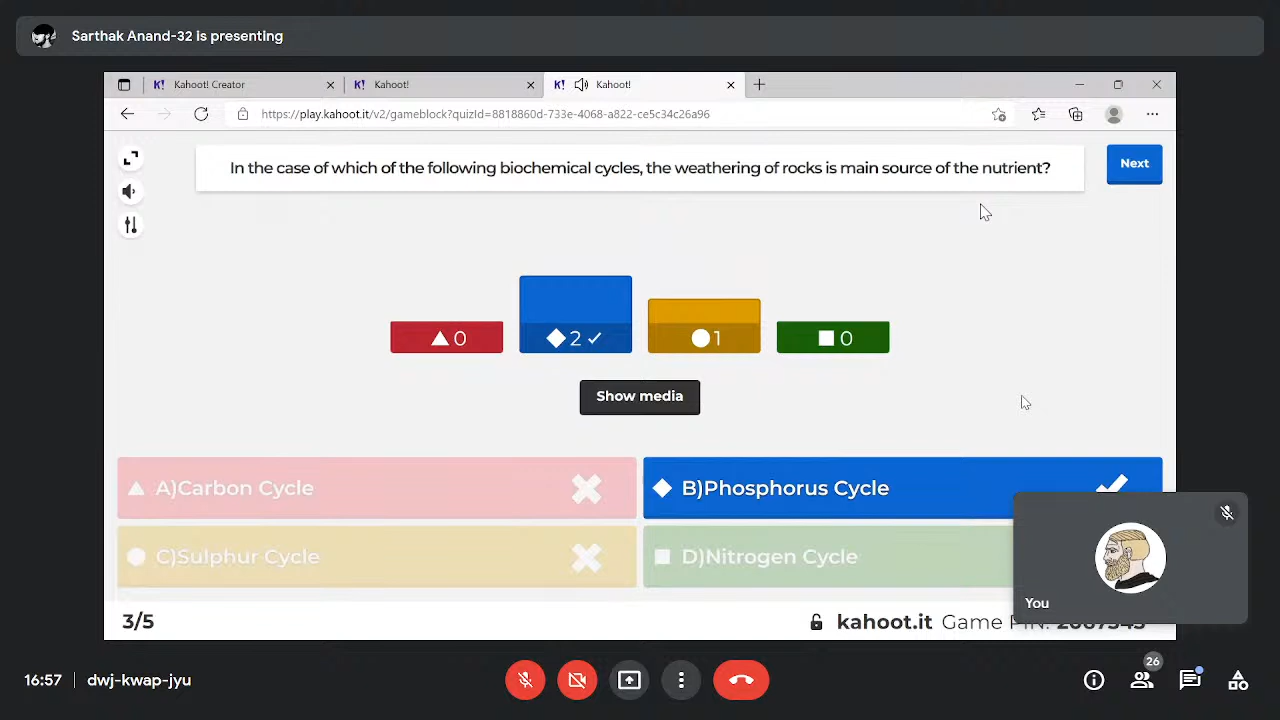 Sarthak Anand-32 is presenting
K! Kahoot! Creator
K! Kahoot!
K! Kahoot!
https://play.kahoot.it/v2/gameblock?quizId=8818860d-733e-4068-a822-ce5c34c26a96
In the case of which of the following biochemical cycles, the weathering of rocks is main source of the nutrient?
Next
0
2
1
0
Show media
A)Carbon Cycle
B)Phosphorus Cycle
C)Sulphur Cycle
D)Nitrogen Cycle
You
3/5
kahoot.it Game PIN:
16:57
dwj-kwap-jyu
26